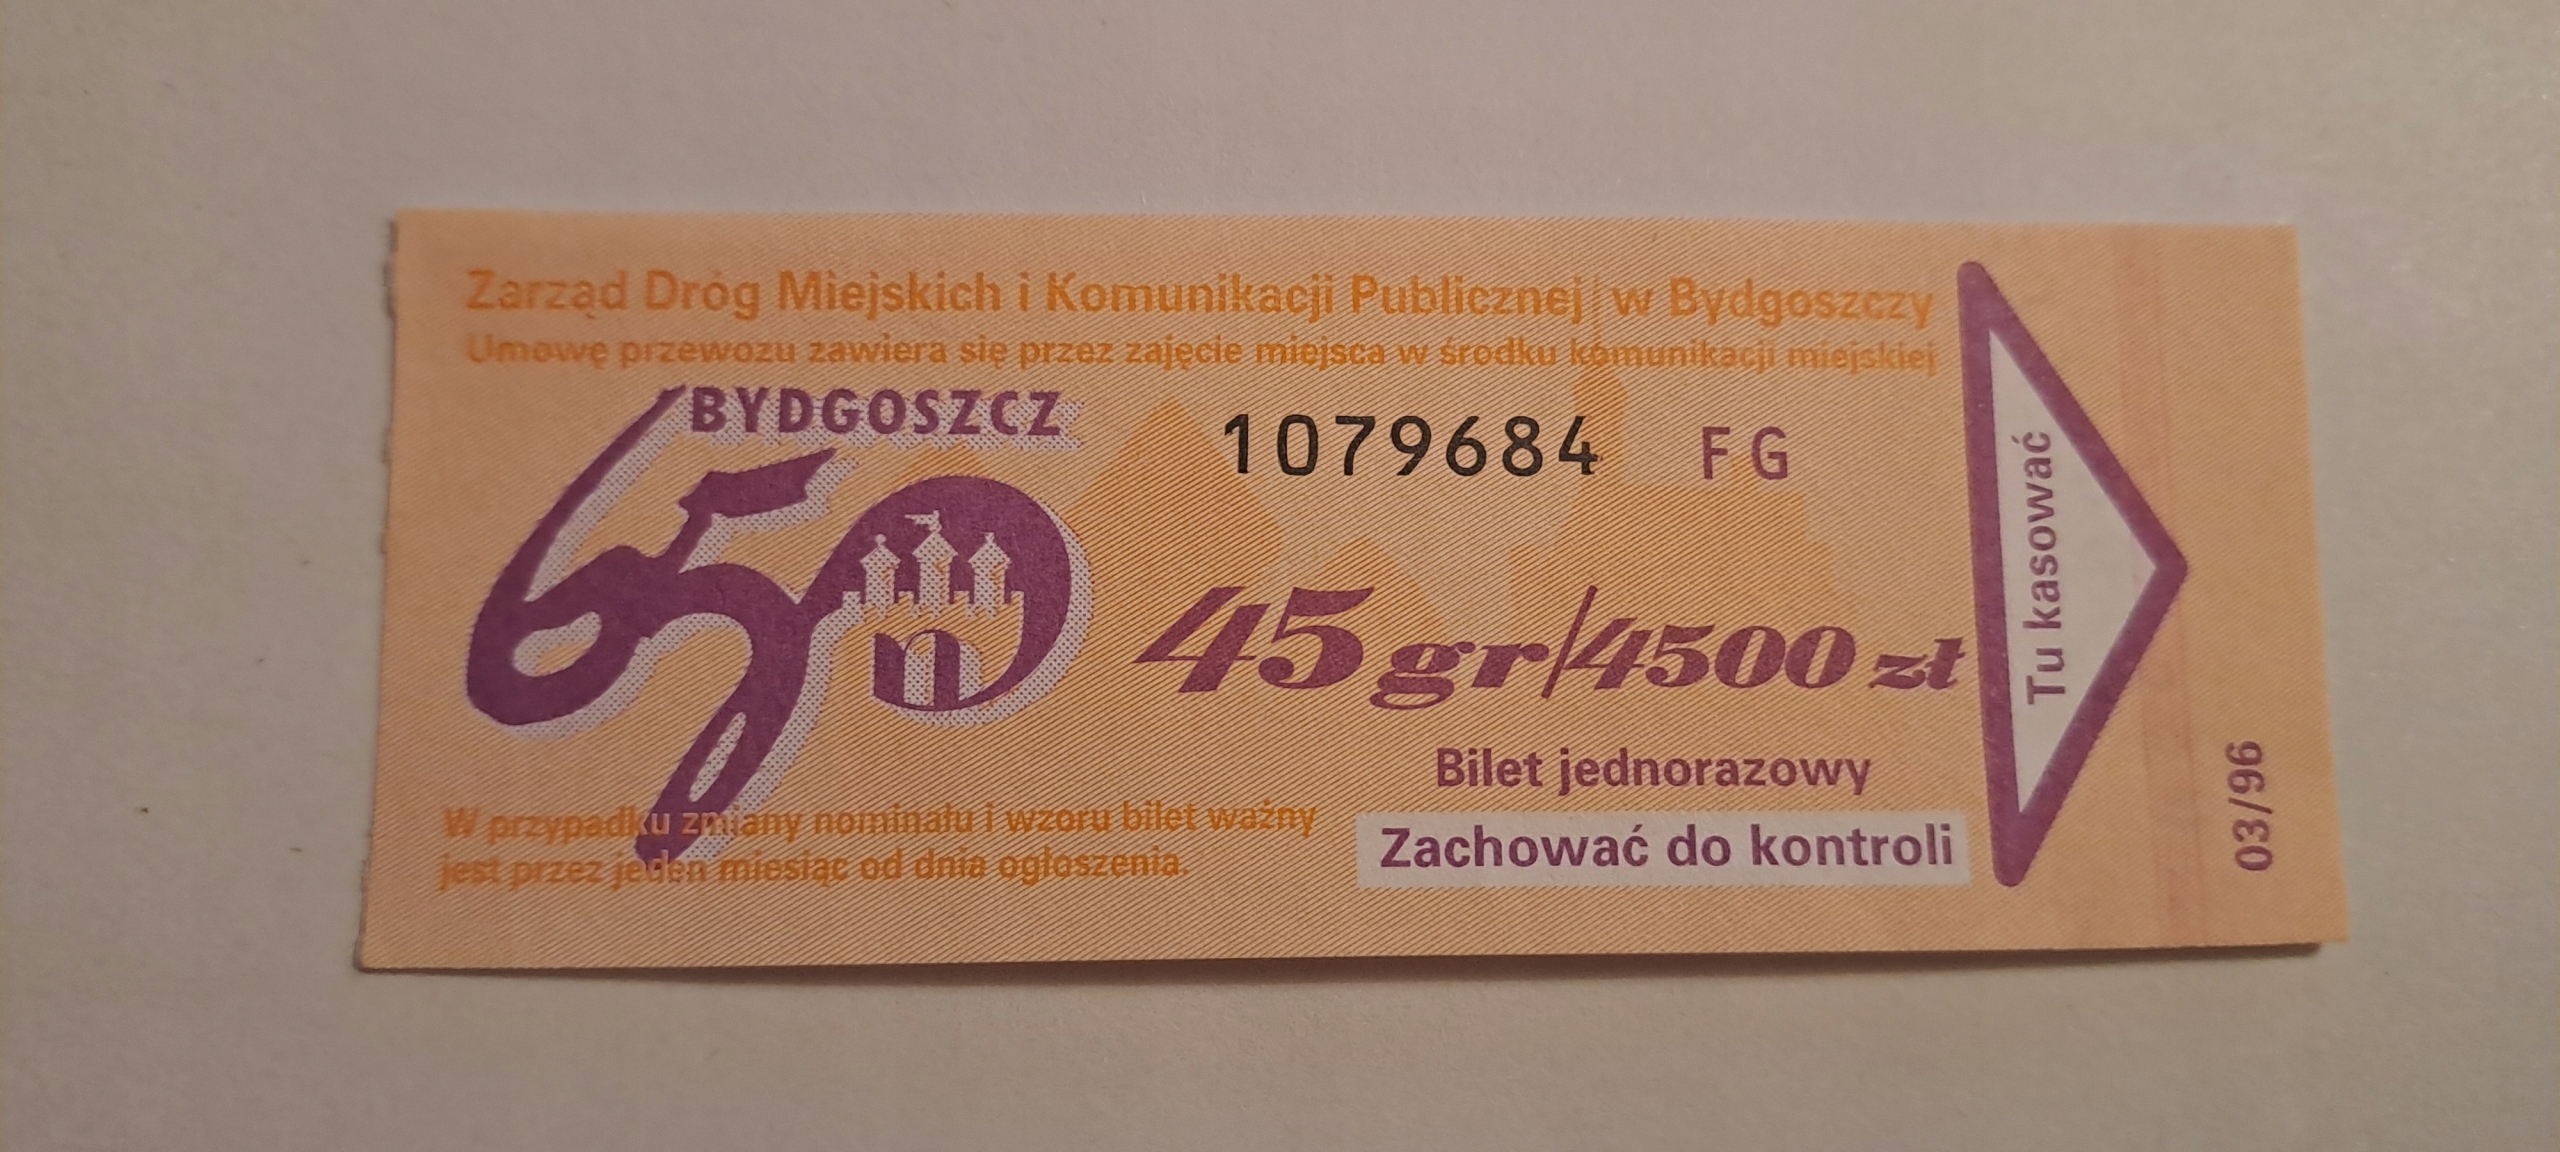 Zarząd Dróg Miejskich i Komunikacji Publicznej w Bydgoszczy
Umowę przewozu zawiera się przez zajęcie miejsca w środku komunikacji miejskiej
BYDGOSZCZ
650
1079684 FG
45 gr/4500 zł
Bilet jednorazowy
Zachować do kontroli
W przypadku zmiany nominału i wzoru bilet ważny
jest przez jeden miesiąc od dnia ogłoszenia.
Tu kasować
03/96